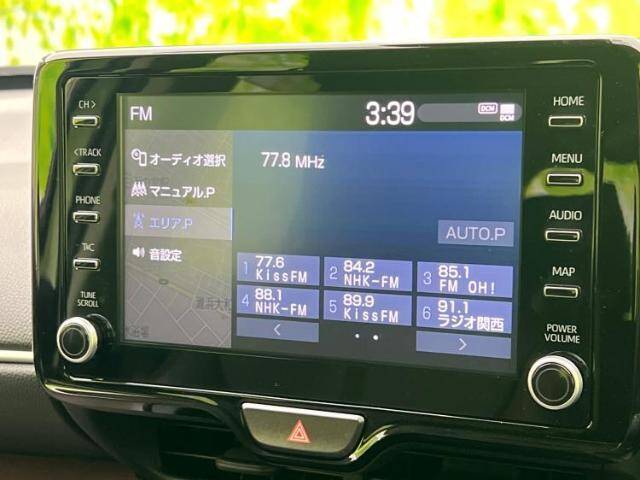 CH >
< TRACK
PHONE
T&C
TUNE
SCROLL
FM
3:39
DCM
DCM
オーディオ選択
マニュアル.P
エリア.P
音設定
77.8 MHz
AUTO.P
1 77.6 KissFM
2 84.2 NHK-FM
3 85.1 FM OH!
4 88.1 NHK-FM
5 89.9 KissFM
6 91.1 ラジオ関西
<
>
HOME
MENU
AUDIO
MAP
POWER
VOLUME